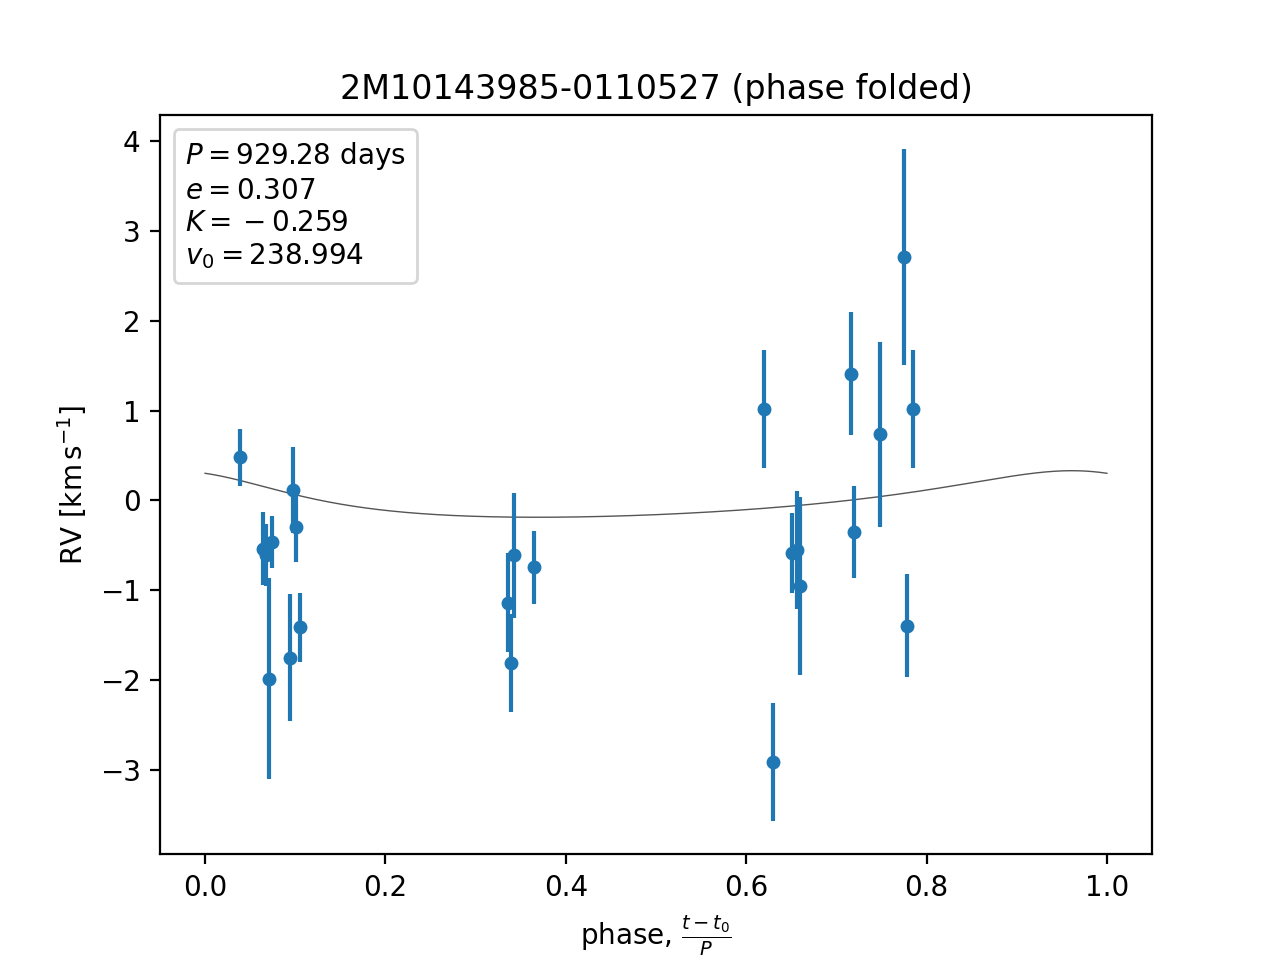 2M10143985-0110527 (phase folded)
P = 929.28 days
e = 0.307
K = −0.259
v₀ = 238.994
4
3
2
1
0
−1
−2
−3
RV [km s⁻¹]
0.0 0.2 0.4 0.6 0.8 1.0
phase, (t − t₀)/P